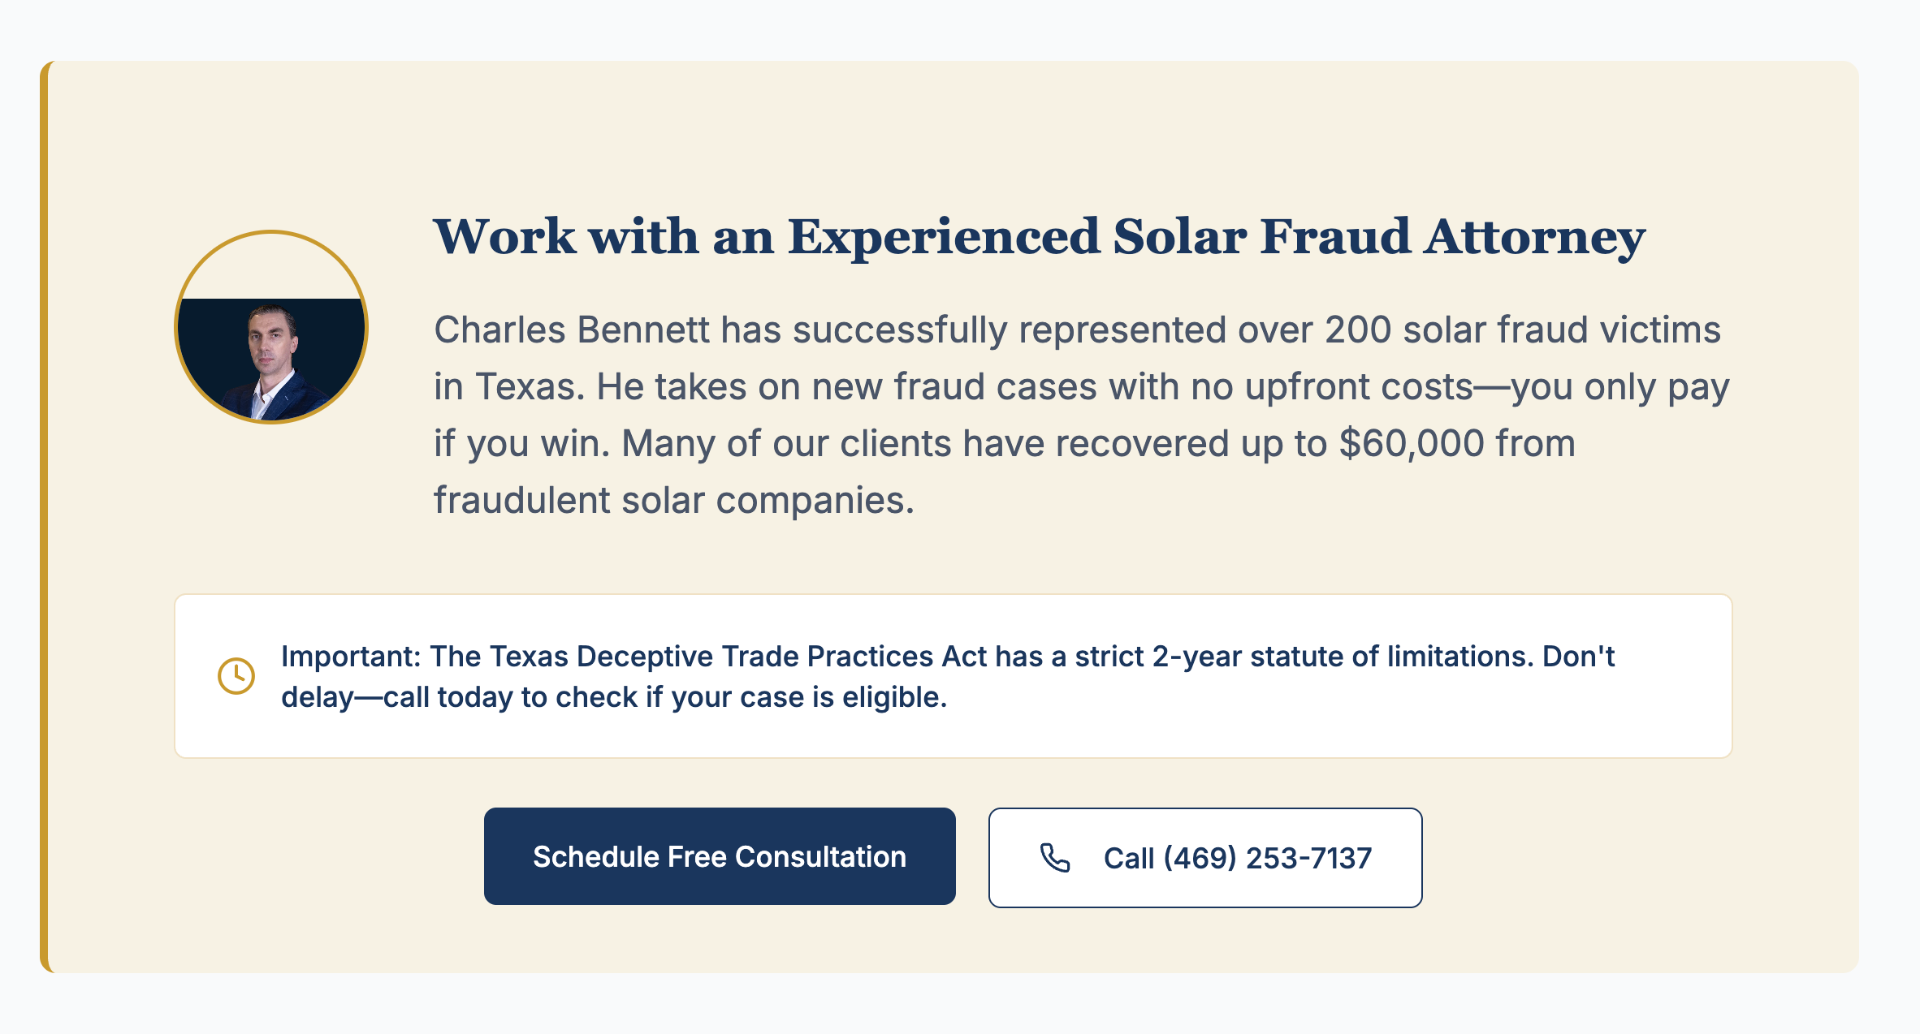 Work with an Experienced Solar Fraud Attorney
Charles Bennett has successfully represented over 200 solar fraud victims
in Texas. He takes on new fraud cases with no upfront costs—you only pay
if you win. Many of our clients have recovered up to $60,000 from
fraudulent solar companies.
Important: The Texas Deceptive Trade Practices Act has a strict 2-year statute of limitations. Don't
delay—call today to check if your case is eligible.
Schedule Free Consultation
Call (469) 253-7137